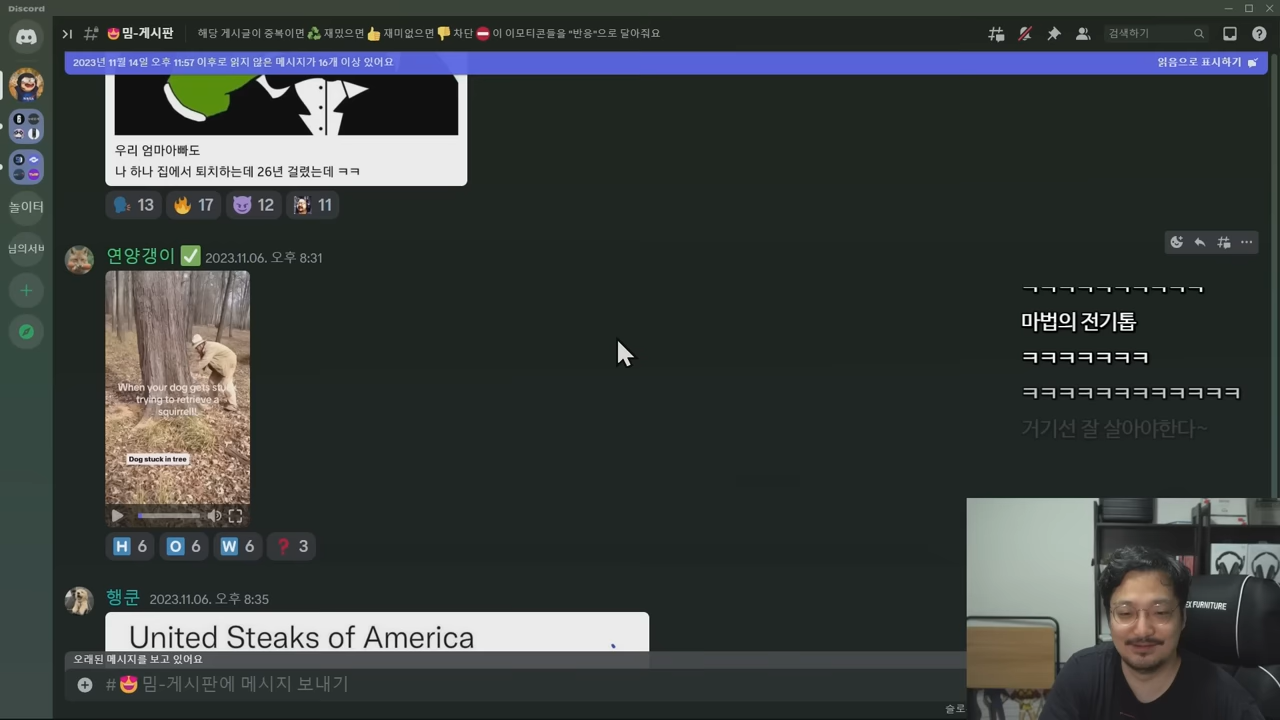 Discord
밈-게시판
해당 게시글이 중복이면 ♻ 재밌으면 👍 재미없으면 👎 차단 ⛔ 이 이모티콘들을 "반응"으로 달아줘요
검색하기
2023년 11월 14일 오후 11:57 이후로 읽지 않은 메시지가 16개 이상 있어요
읽음으로 표시하기
우리 엄마아빠도
나 하나 집에서 퇴치하는데 26년 걸렸는데 ㅋㅋ
13 17 12 11
놀이터
님의서버
연양갱이 2023.11.06. 오후 8:31
When your dog gets stuck
trying to retrieve a
squirrel!
Dog stuck in tree
H 6 O 6 W 6 ❓ 3
ㅋㅋㅋㅋㅋㅋㅋㅋㅋㅋ
마법의 전기톱
ㅋㅋㅋㅋㅋㅋㅋ
ㅋㅋㅋㅋㅋㅋㅋㅋㅋㅋㅋㅋ
거기선 잘 살아야한다~
행쿤 2023.11.06. 오후 8:35
United Steaks of America
오래된 메시지를 보고 있어요
#😍밈-게시판에 메시지 보내기
슬로
EX FURNITURE